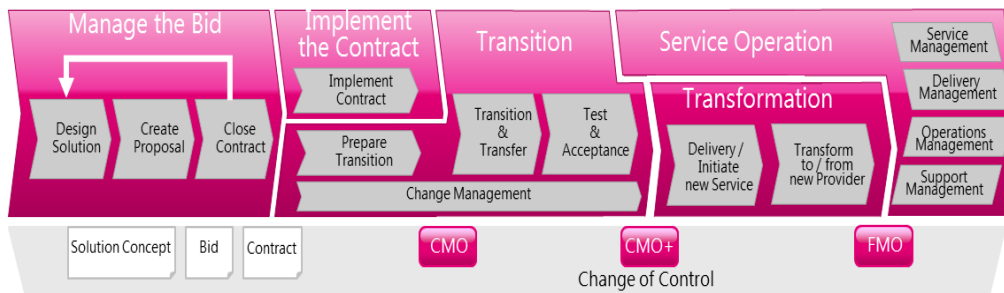 Manage the Bid
Design
Solution
Create
Proposal
Close
Contract
Implement
the Contract
Implement
Contract
Prepare
Transition
Transition
Transition
&
Transfer
Test
&
Acceptance
Change Management
Service Operation
Transformation
Delivery /
Initiate
new Service
Transform
to / from
new Provider
Service
Management
Delivery
Management
Operations
Management
Support
Management
Solution Concept
Bid
Contract
CMO
CMO+
FMO
Change of Control